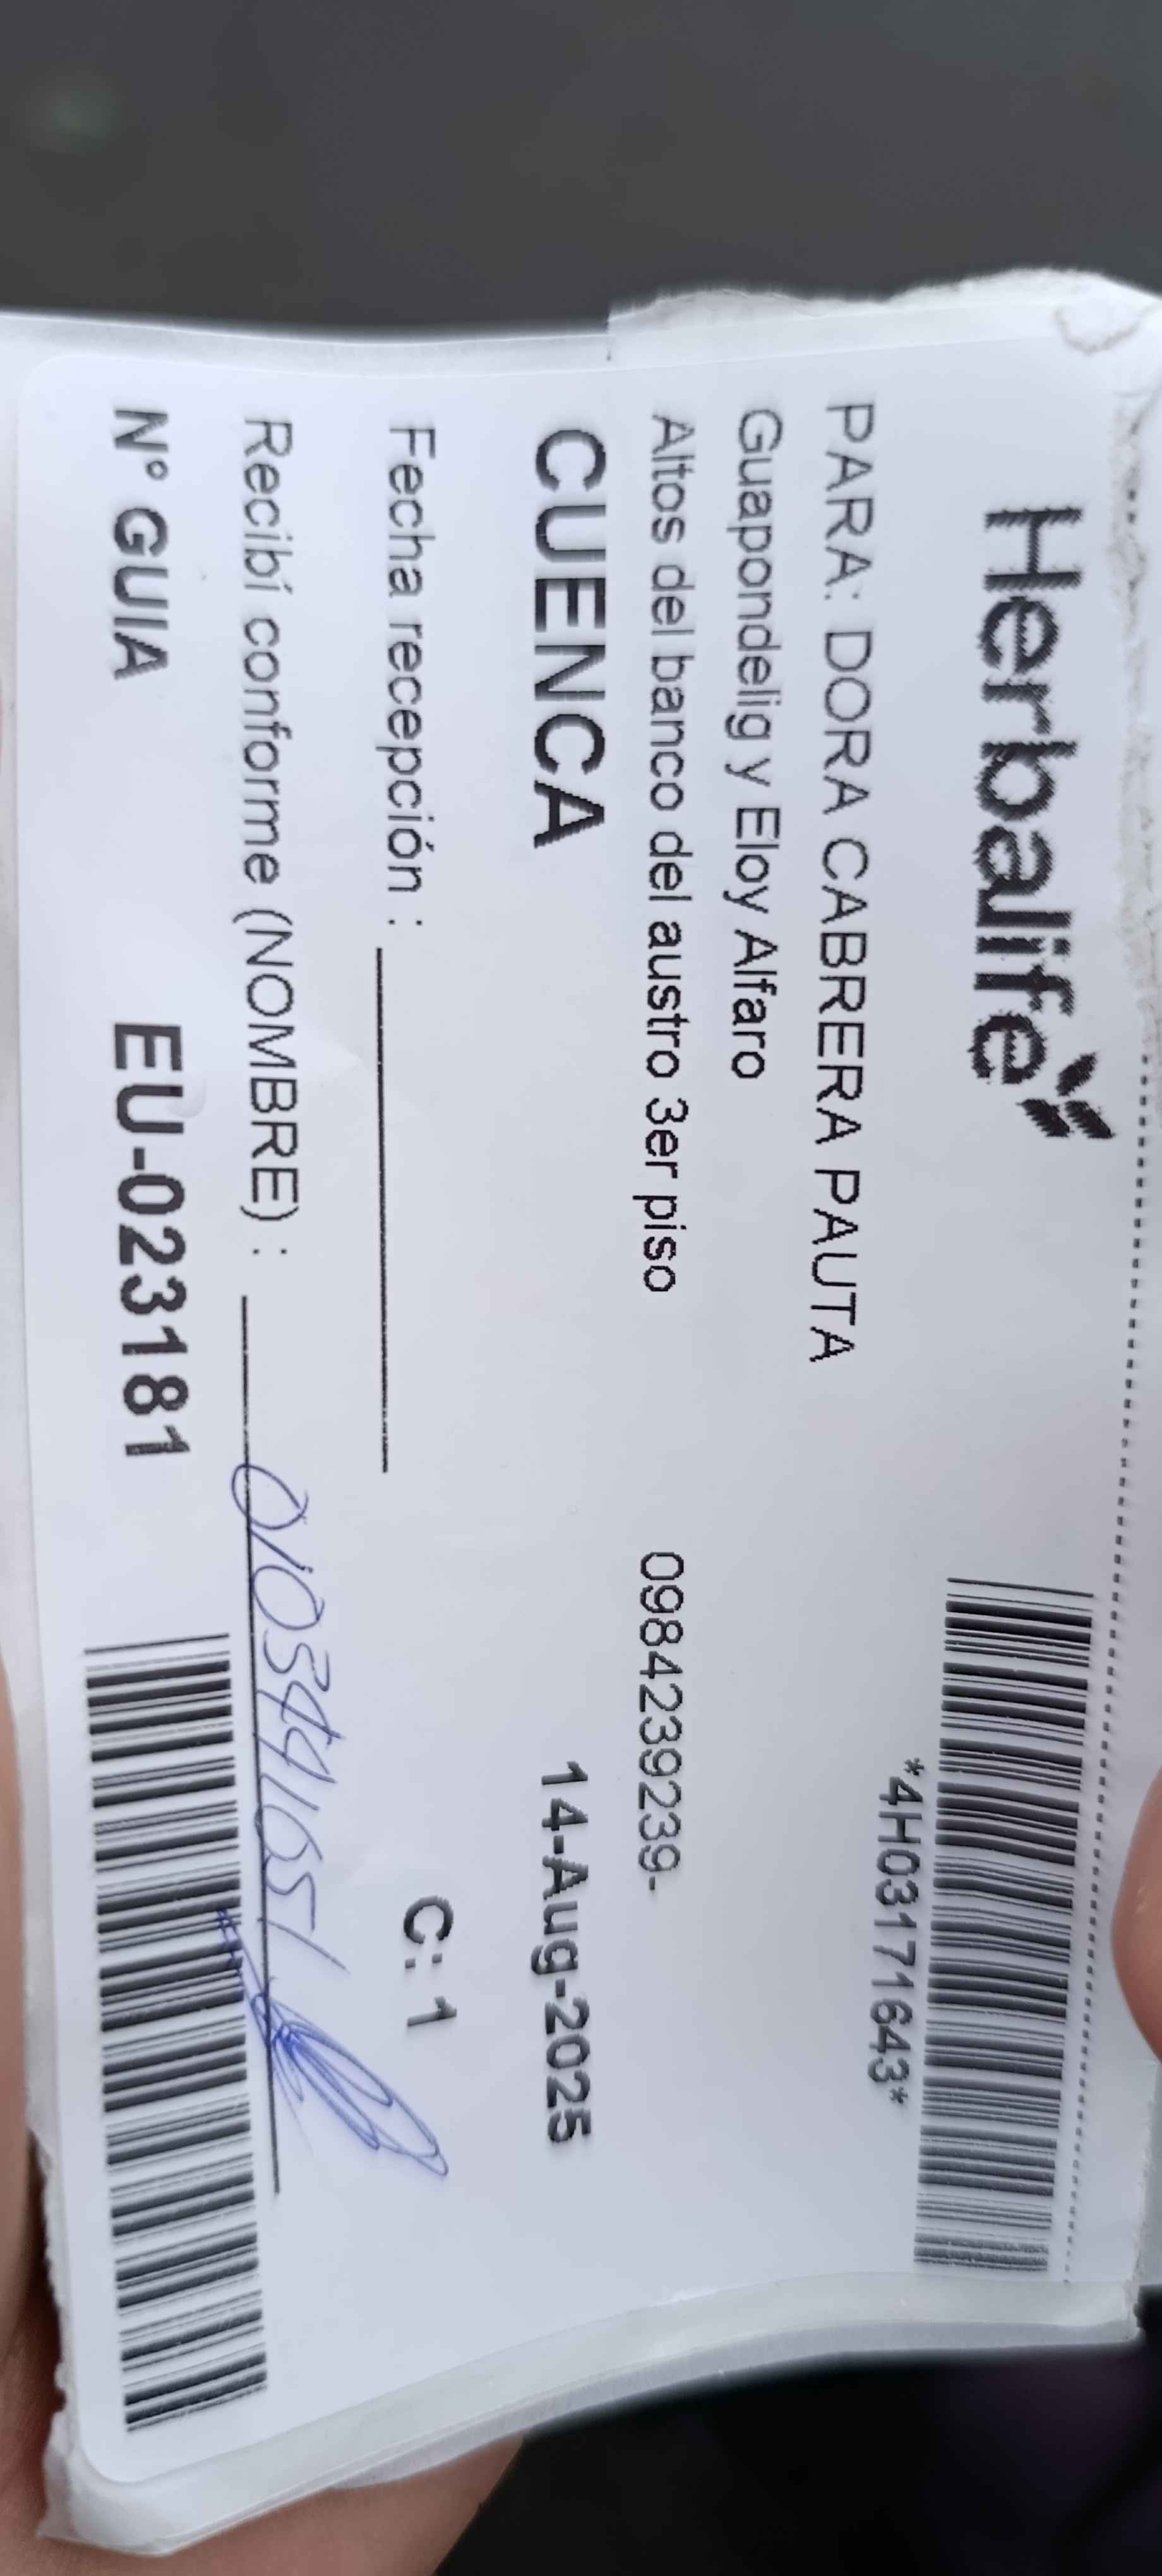 Herbalife
*4H03171643*
PARA: DORA CABRERA PAUTA
Guapondelig y Eloy Alfaro
Altos del banco del austro 3er piso 0984239239-
CUENCA 14-Aug-2025
Fecha recepción : C: 1
Recibí conforme (NOMBRE) : 0103441651
N° GUIA EU-023181